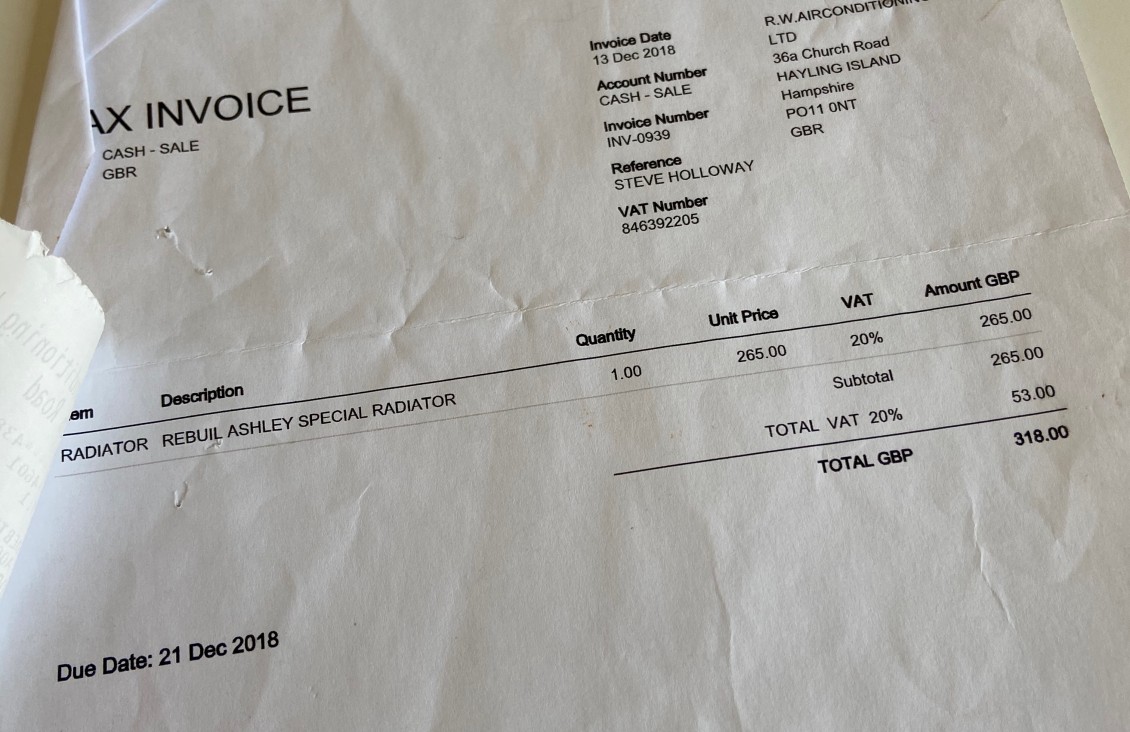 AX INVOICE
CASH - SALE
GBR
Invoice Date
13 Dec 2018
Account Number
CASH - SALE
Invoice Number
INV-0939
Reference
STEVE HOLLOWAY
VAT Number
846392205
R.W.AIRCONDITIONING
LTD
36a Church Road
HAYLING ISLAND
Hampshire
PO11 0NT
GBR
em Description Quantity Unit Price VAT Amount GBP
RADIATOR REBUIL ASHLEY SPECIAL RADIATOR 1.00 265.00 20% 265.00
Subtotal 265.00
TOTAL VAT 20% 53.00
TOTAL GBP 318.00
Due Date: 21 Dec 2018